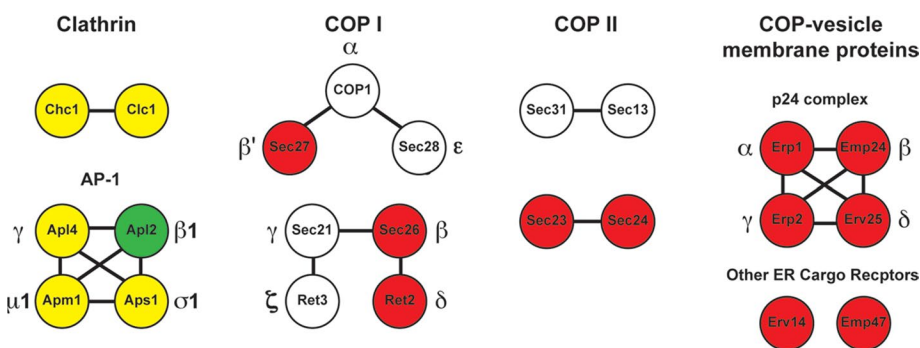 Clathrin
COP I
COP II
COP-vesicle
membrane proteins
α
COP1
Chc1
Clc1
Sec31
Sec13
p24 complex
β'
Sec27
Sec28
ε
α
Erp1
Emp24
β
AP-1
γ
Apl4
Apl2
β1
γ
Sec21
Sec26
β
Sec23
Sec24
γ
Erp2
Erv25
δ
μ1
Apm1
Aps1
σ1
ζ
Ret3
Ret2
δ
Other ER Cargo Recptors
Erv14
Emp47